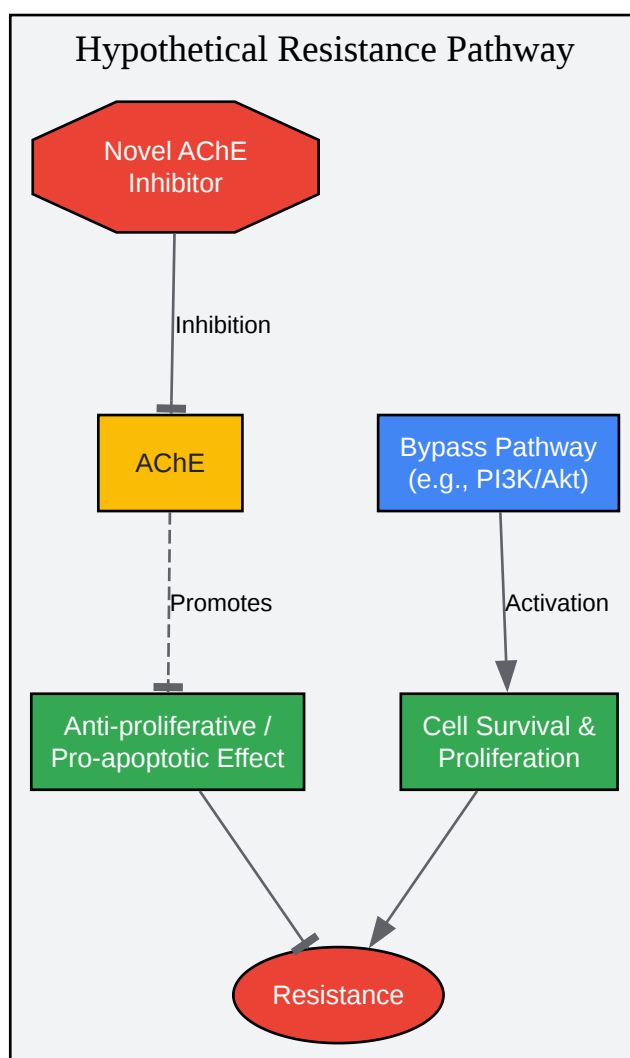 Hypothetical Resistance Pathway
Novel AChE
Inhibitor
Inhibition
AChE
Bypass Pathway
(e.g., PI3K/Akt)
Promotes
Activation
Anti-proliferative /
Pro-apoptotic Effect
Cell Survival &
Proliferation
Resistance